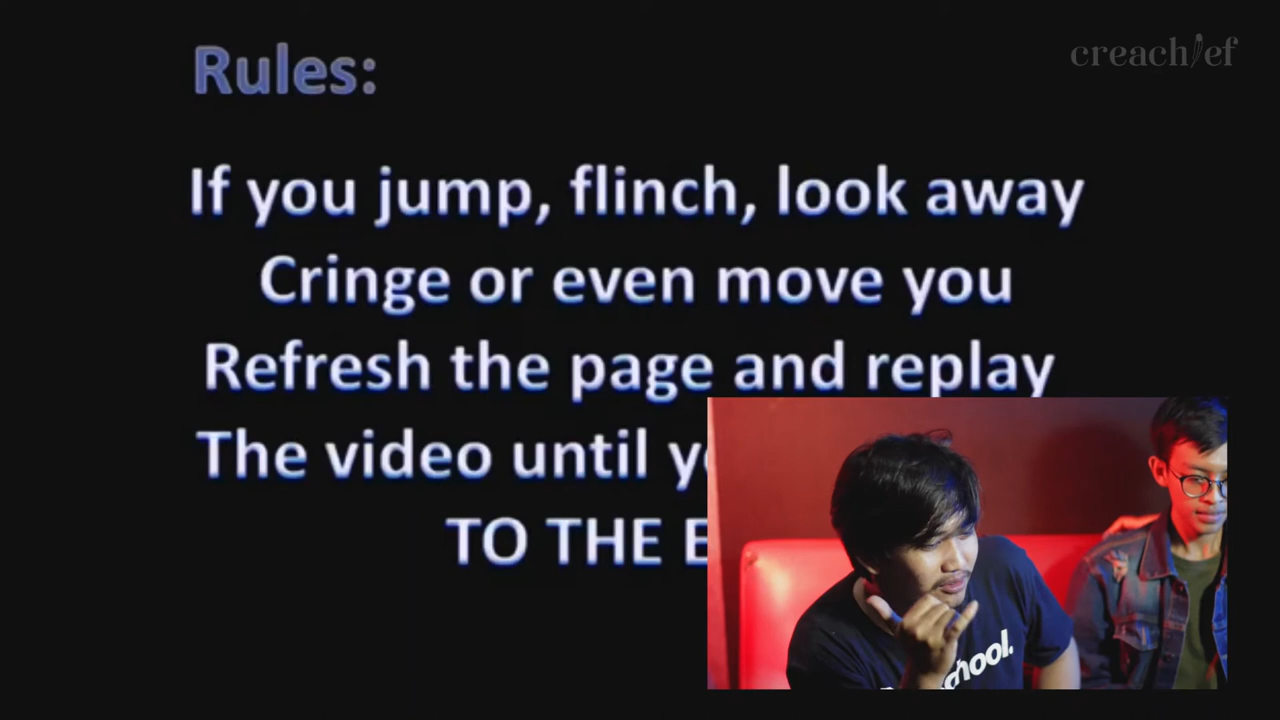 creachief
Rules:
If you jump, flinch, look away
Cringe or even move you
Refresh the page and replay
The video until
TO THE
hool.